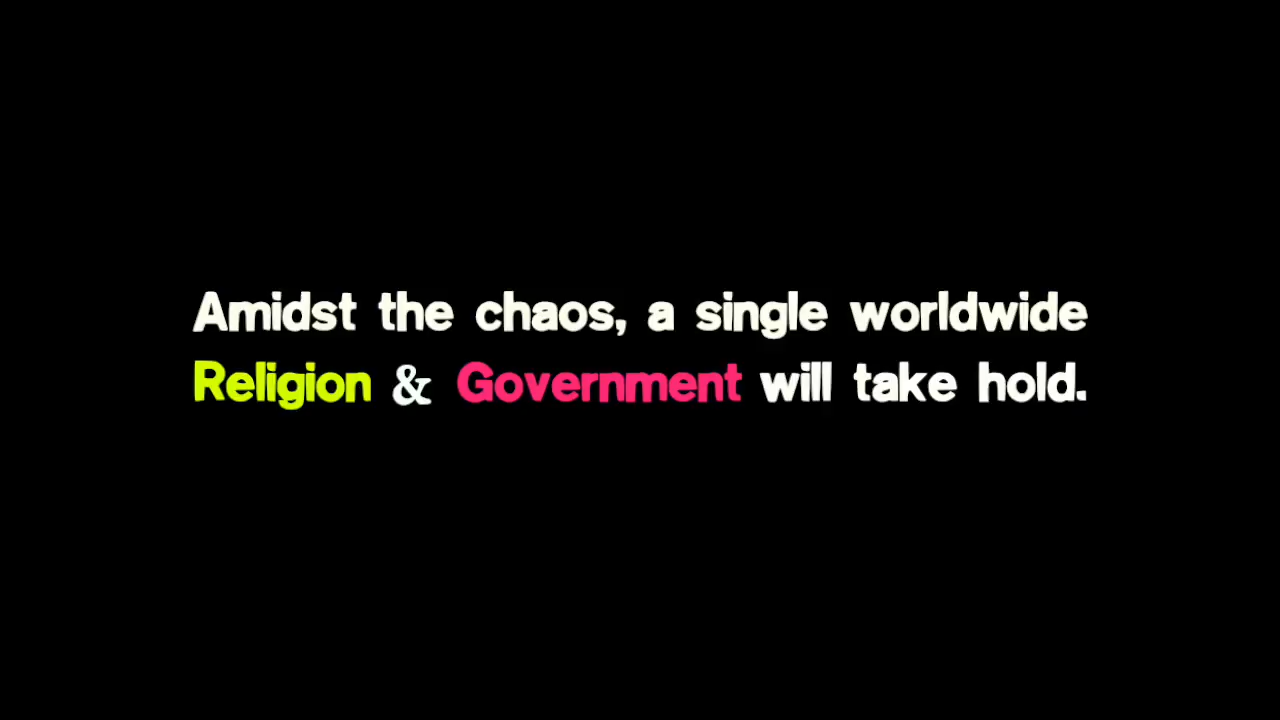 Amidst the chaos, a single worldwide
Religion & Government will take hold.